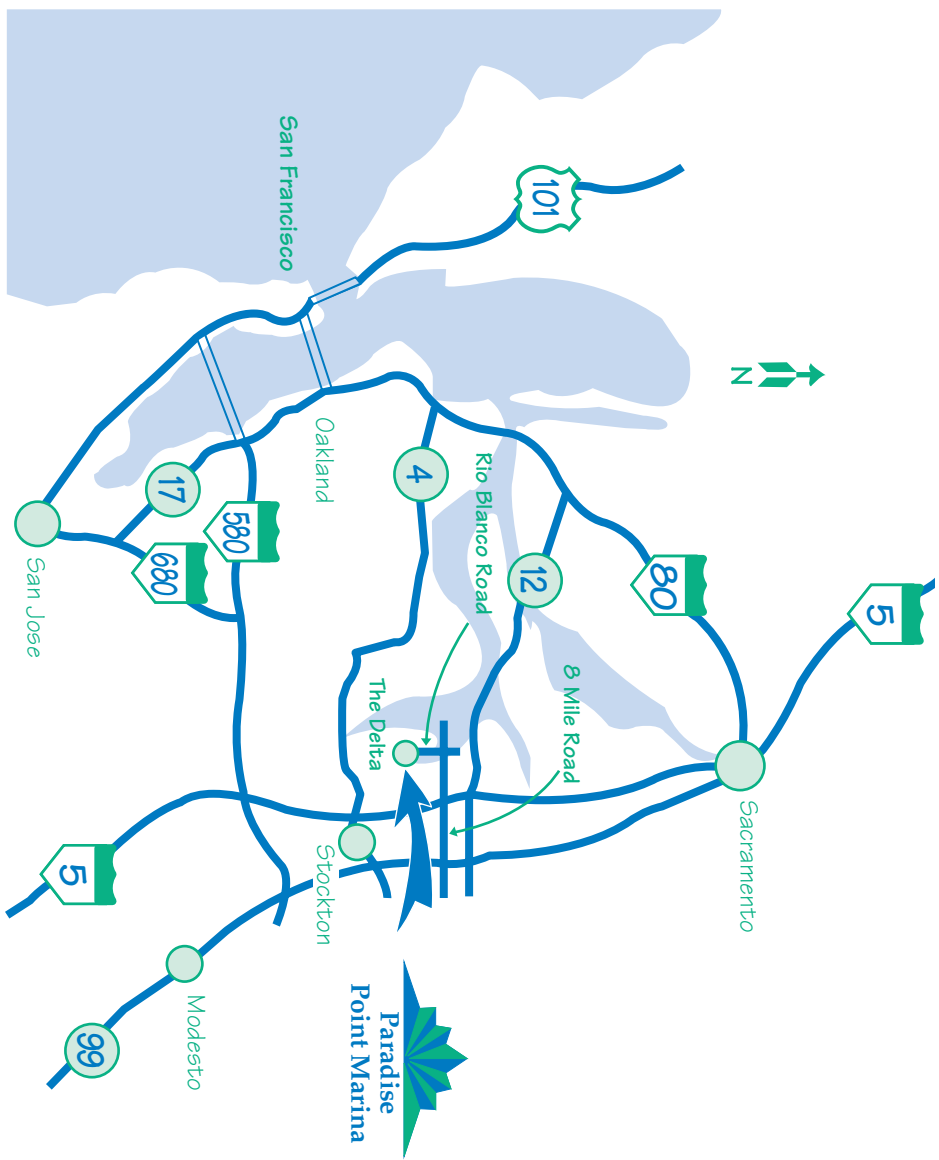 5
Sacramento
N
80
8 Mile Road
101
12
Rio Blanco Road
4
The Delta
Paradise
Point Marina
Oakland
Stockton
San Francisco
580
Modesto
17
680
99
5
San Jose